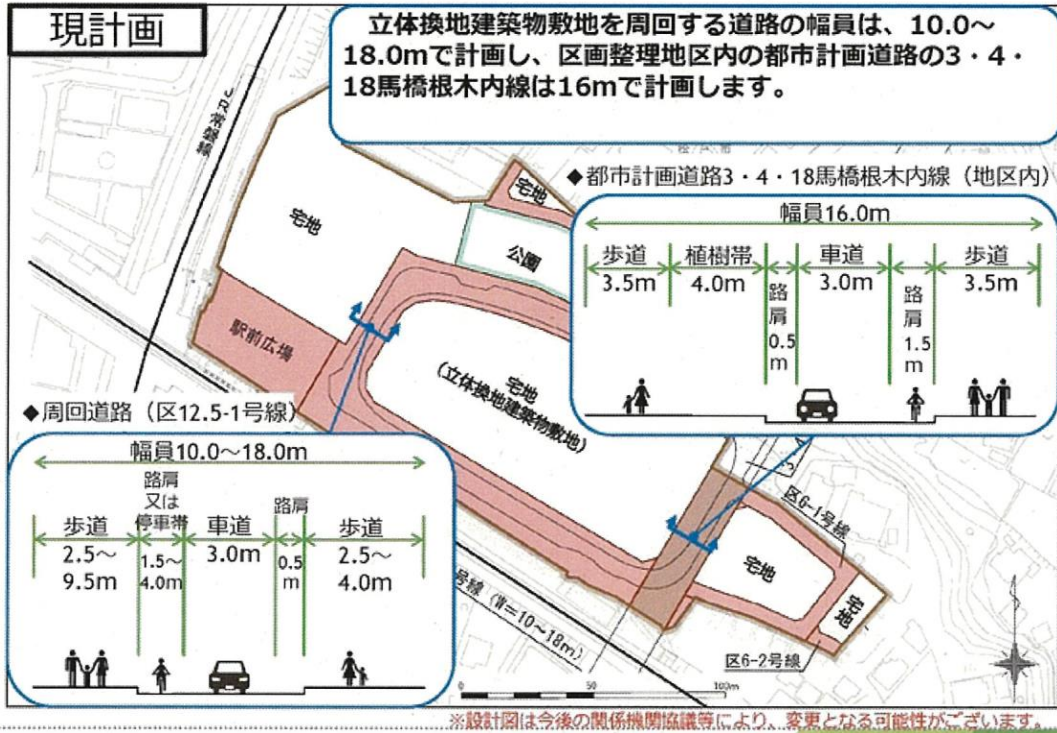 現計画
立体換地建築物敷地を周回する道路の幅員は、10.0～
18.0mで計画し、区画整理地区内の都市計画道路の3・4・
18馬橋根木内線は16mで計画します。
JR常磐線
◆都市計画道路3・4・18馬橋根木内線（地区内）
幅員16.0m
歩道 植樹帯 車道 歩道
3.5m 4.0m 路肩0.5m 3.0m 路肩1.5m 3.5m
宅地
宅地
公園
駅前広場
宅地
(立体換地建築物敷地)
◆周回道路（区12.5-1号線）
幅員10.0～18.0m
歩道 路肩又は停車帯 車道 路肩 歩道
2.5～9.5m 1.5～4.0m 3.0m 0.5m 2.5～4.0m
区6-1号線
宅地
宅地
区6-2号線
号線 (W=10～18m)
0 50 100m
※設計図は今後の関係機関協議等により、変更となる可能性がございます。